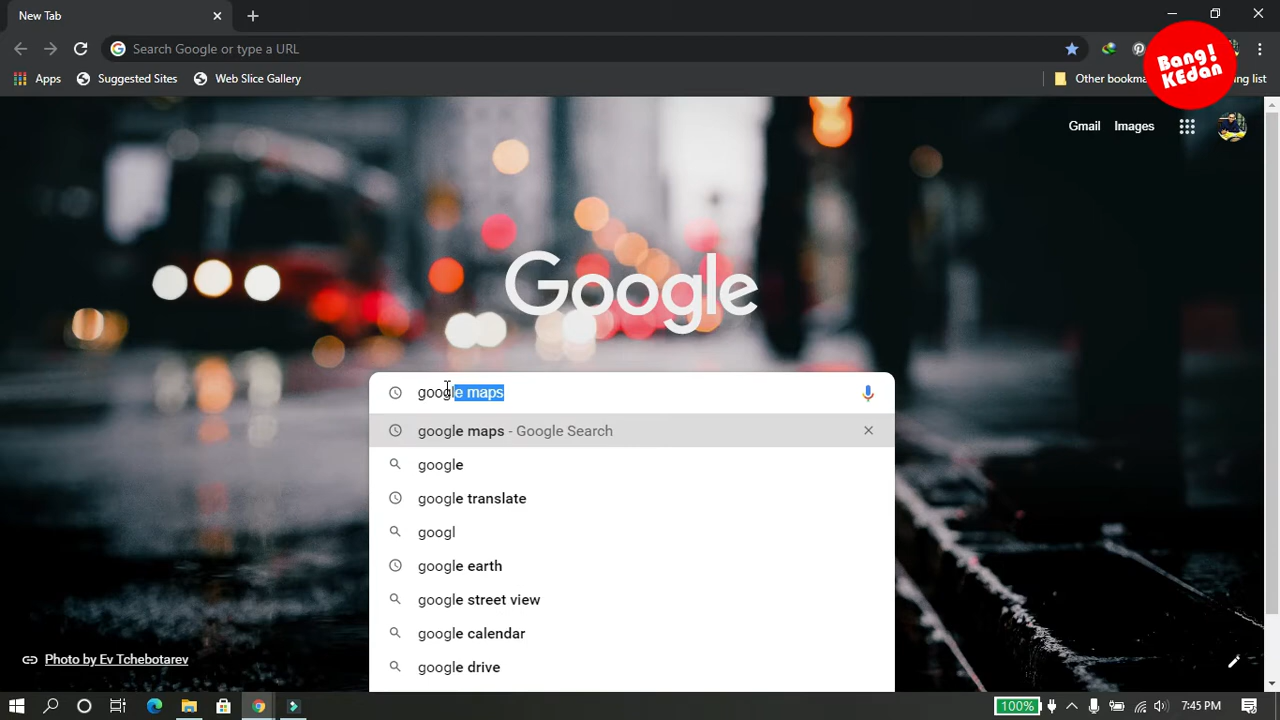 New Tab
Search Google or type a URL
Apps
Suggested Sites
Web Slice Gallery
Other bookma
ing list
Bang!
KEdan
Gmail
Images
Google
google maps
google maps - Google Search
google
google translate
googl
google earth
google street view
google calendar
google drive
Photo by Ev Tchebotarev
100%
7:45 PM